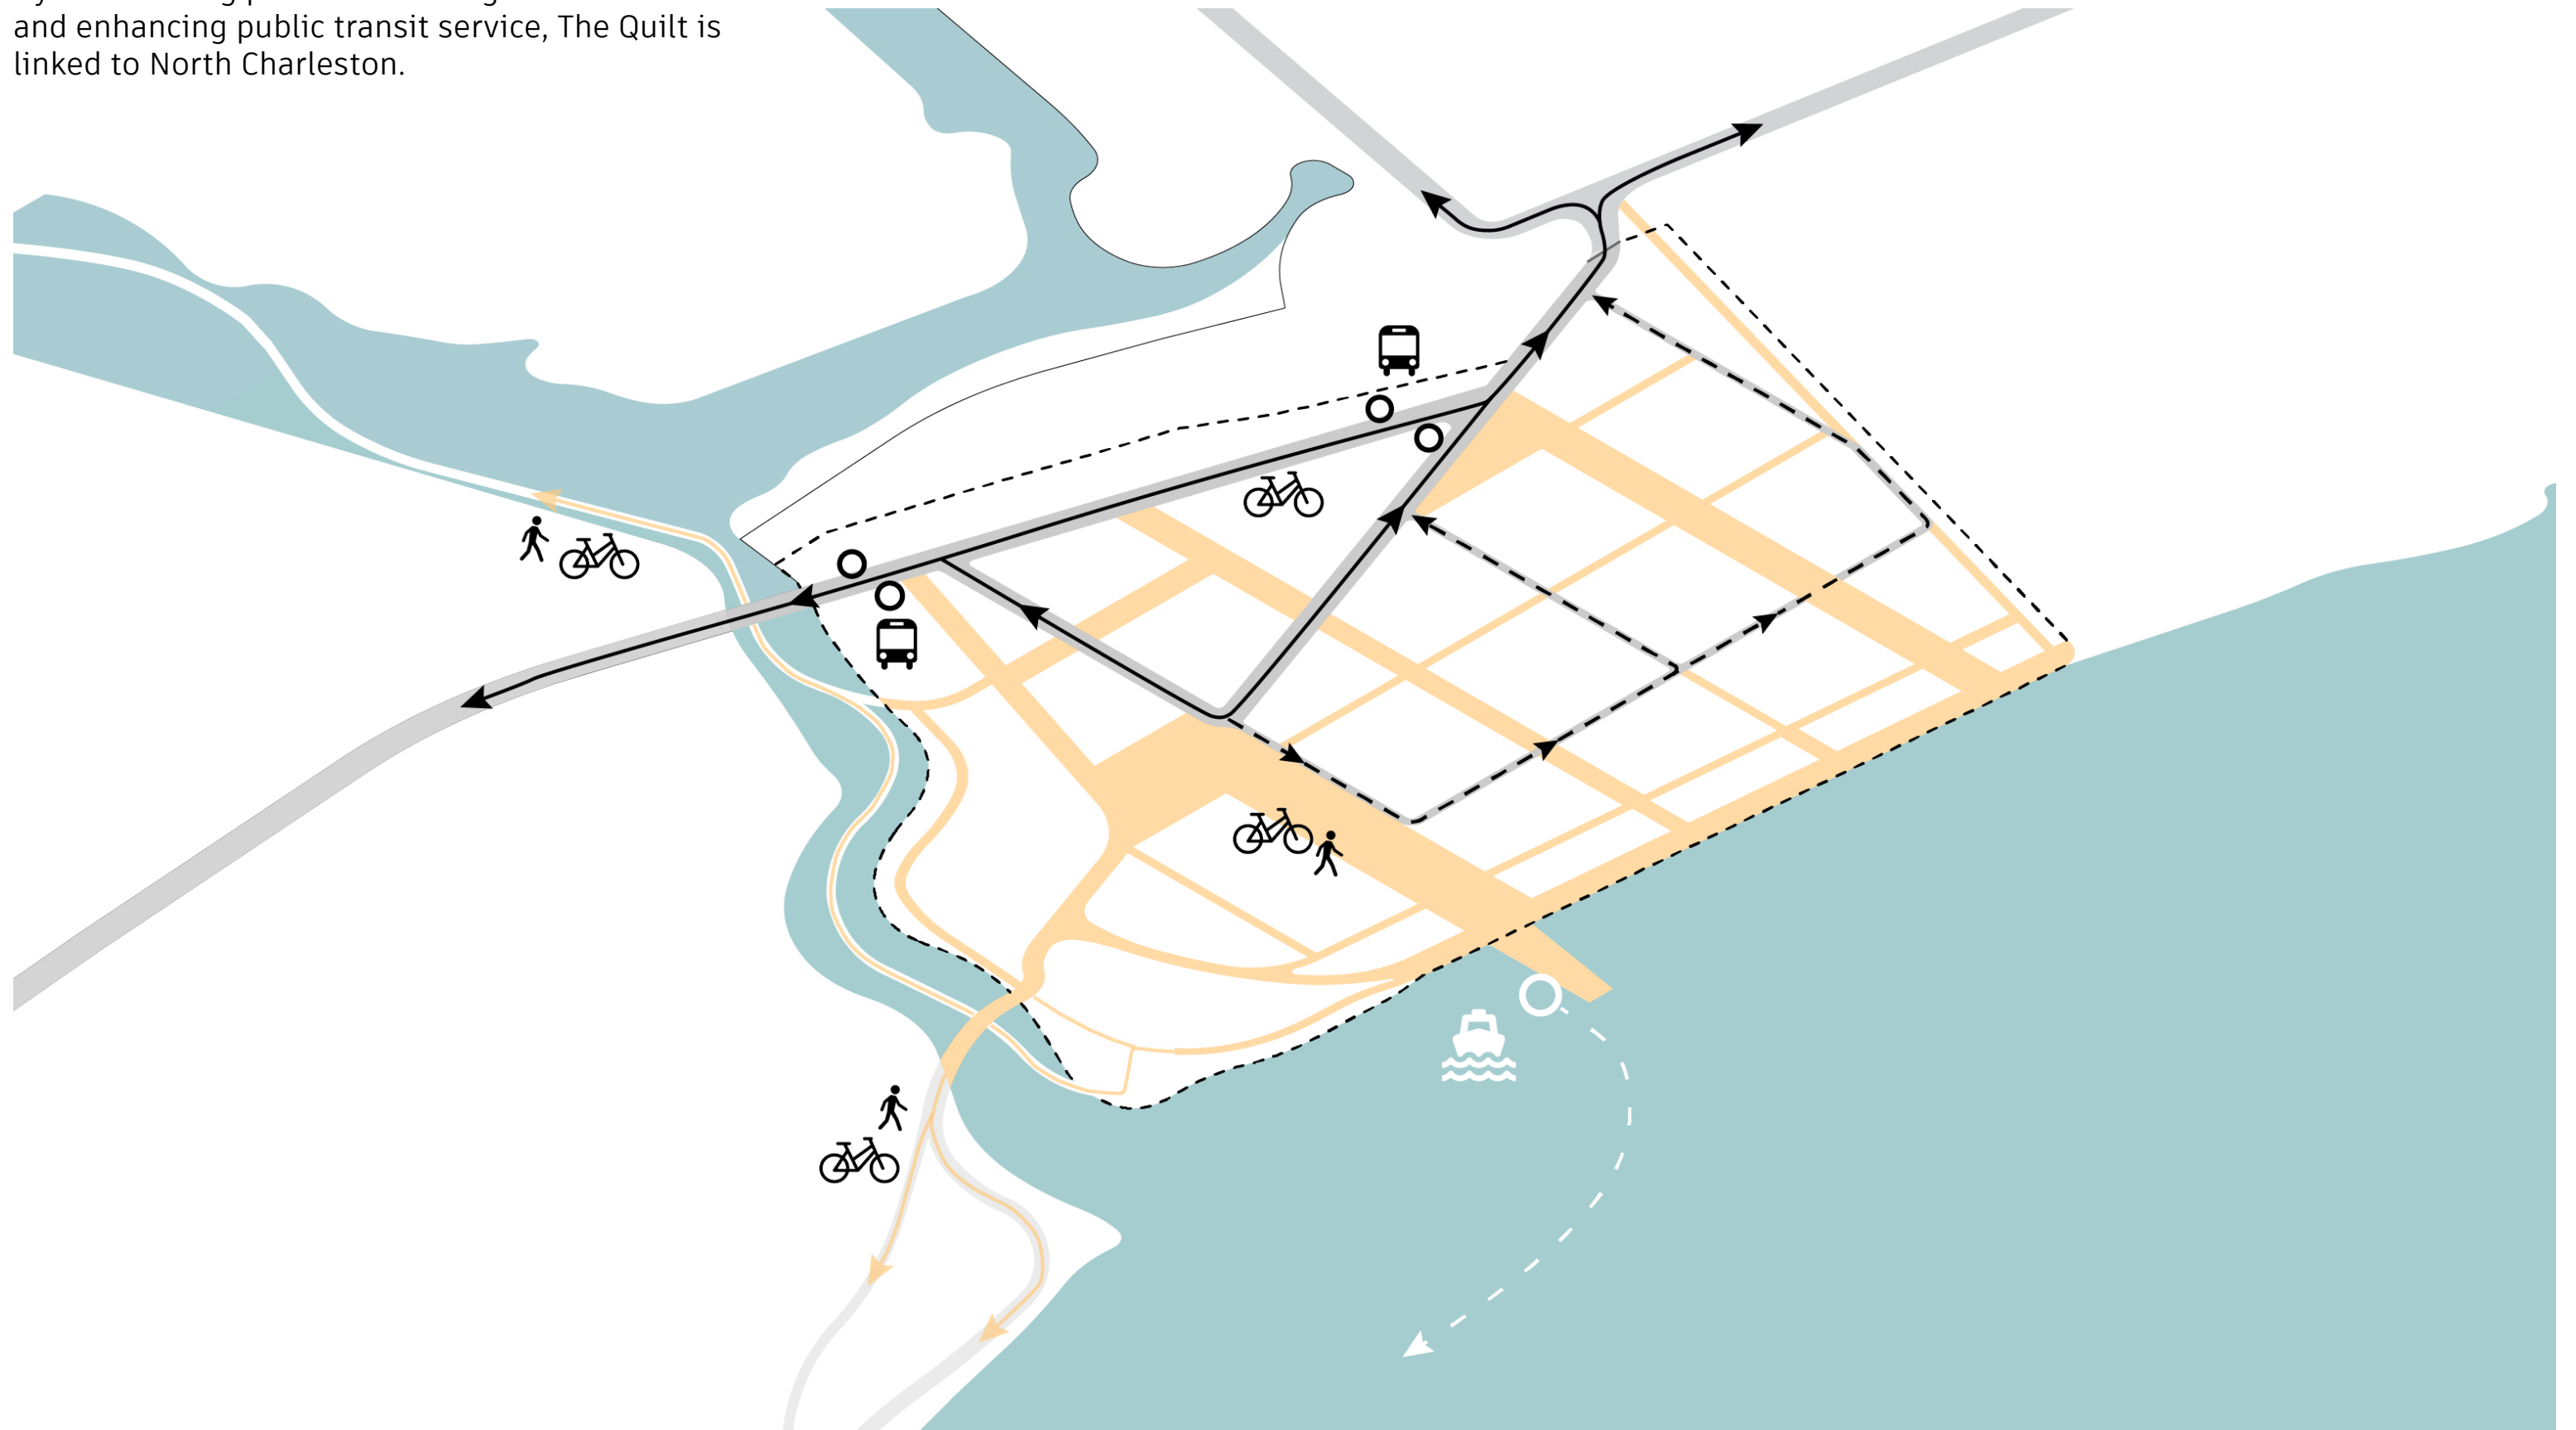 and enhancing public transit service, The Quilt is
linked to North Charleston.